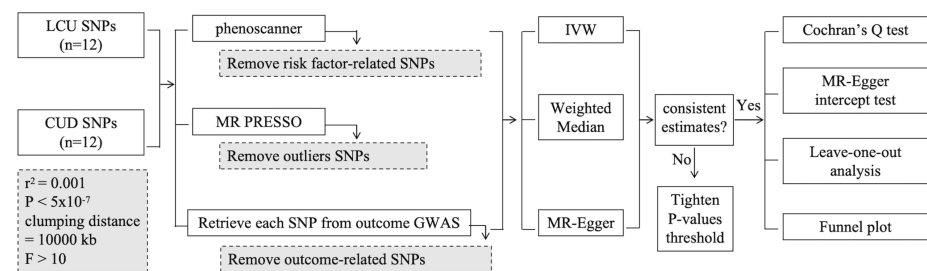 LCU SNPs
(n=12)
CUD SNPs
(n=12)
r² = 0.001
P < 5x10⁻⁷
clumping distance
= 10000 kb
F > 10
phenoscanner
Remove risk factor-related SNPs
MR PRESSO
Remove outliers SNPs
Retrieve each SNP from outcome GWAS
Remove outcome-related SNPs
IVW
Weighted
Median
MR-Egger
consistent
estimates?
Yes
No
Tighten
P-values
threshold
Cochran's Q test
MR-Egger
intercept test
Leave-one-out
analysis
Funnel plot